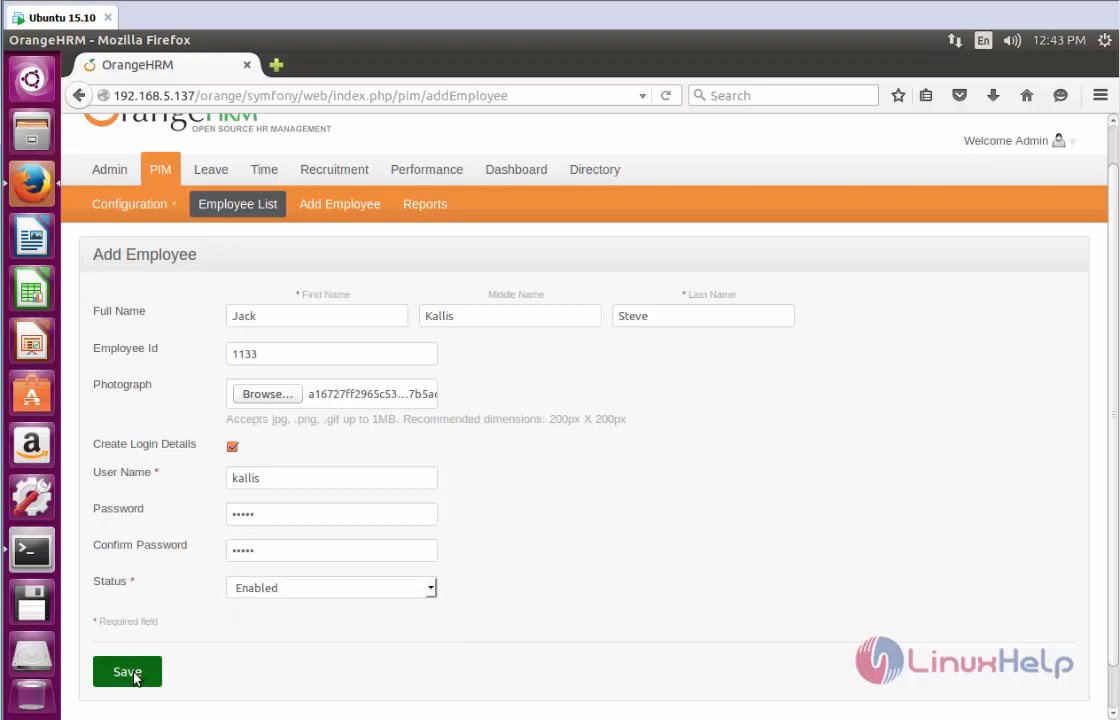 Ubuntu 15.10
OrangeHRM - Mozilla Firefox
En
12:43 PM
OrangeHRM
192.168.5.137/orange/symfony/web/index.php/pim/addEmployee
Search
OrangeHRM
OPEN SOURCE HR MANAGEMENT
Welcome Admin
Admin PIM Leave Time Recruitment Performance Dashboard Directory
Configuration Employee List Add Employee Reports
Add Employee
* First Name Middle Name * Last Name
Full Name Jack Kallis Steve
Employee Id 1133
Photograph Browse... a16727ff2965c53...7b5a
Accepts jpg, .png, .gif up to 1MB. Recommended dimensions: 200px X 200px
Create Login Details
User Name * kallis
Password •••••
Confirm Password •••••
Status * Enabled
* Required field
Save
LinuxHelp